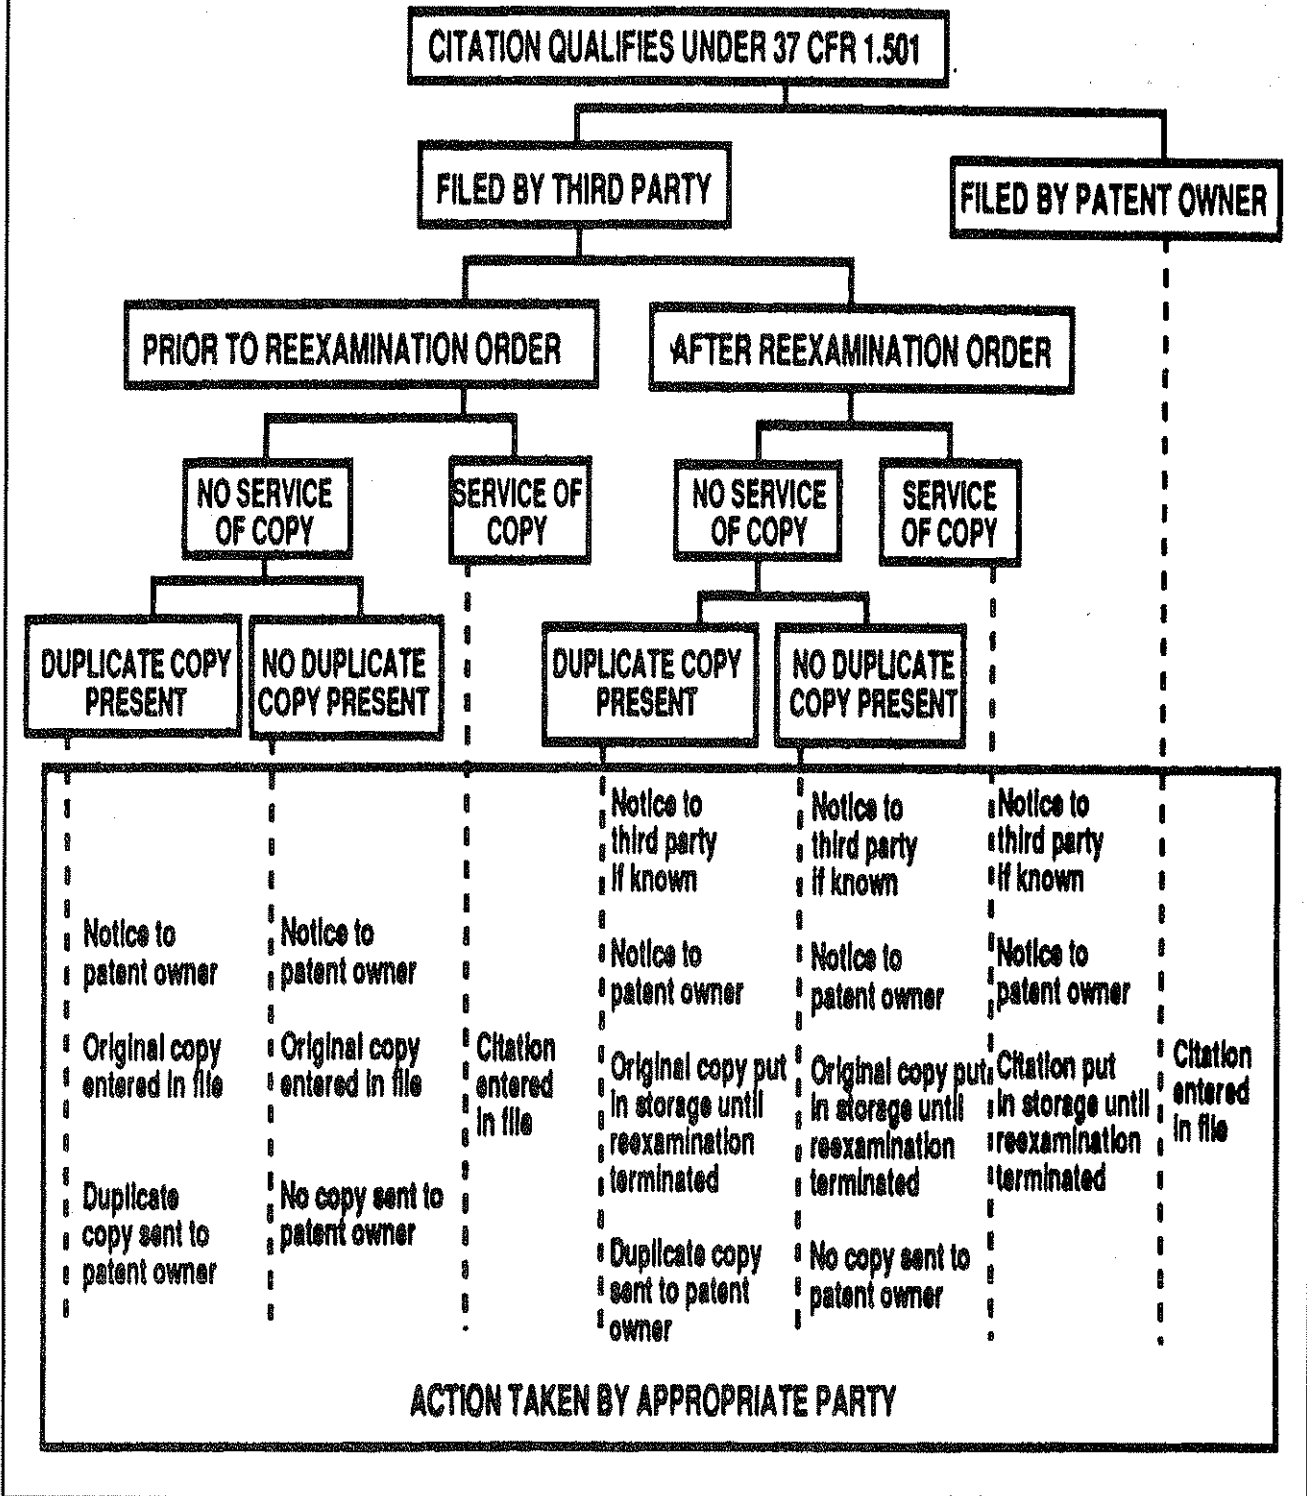 CITATION QUALIFIES UNDER 37 CFR 1.501
FILED BY THIRD PARTY
FILED BY PATENT OWNER
PRIOR TO REEXAMINATION ORDER
AFTER REEXAMINATION ORDER
NO SERVICE
OF COPY
SERVICE OF
COPY
NO SERVICE
OF COPY
SERVICE
OF COPY
DUPLICATE COPY
PRESENT
NO DUPLICATE
COPY PRESENT
DUPLICATE COPY
PRESENT
NO DUPLICATE
COPY PRESENT
Notice to
patent owner
Original copy
entered in file
Duplicate
copy sent to
patent owner
Notice to
patent owner
Original copy
entered in file
No copy sent to
patent owner
Citation
entered
in file
Notice to
third party
if known
Notice to
patent owner
Original copy put
in storage until
reexamination
terminated
Duplicate copy
sent to patent
owner
Notice to
third party
if known
Notice to
patent owner
Original copy put
in storage until
reexamination
terminated
No copy sent to
patent owner
Notice to
third party
if known
Notice to
patent owner
Citation put
in storage until
reexamination
terminated
Citation
entered
in file
ACTION TAKEN BY APPROPRIATE PARTY